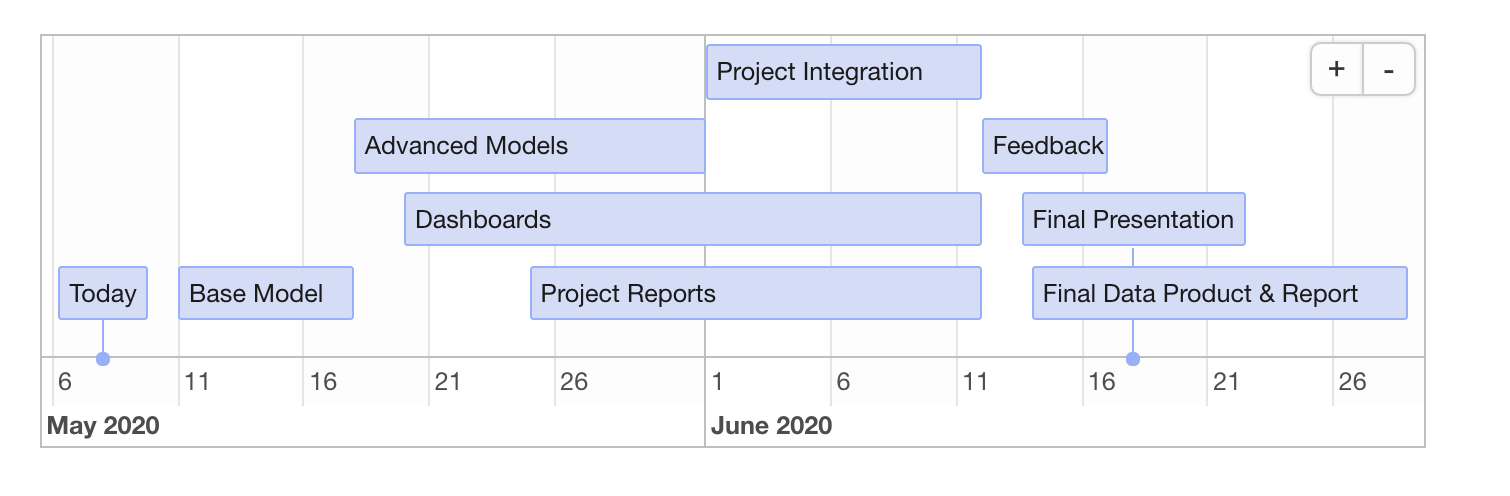 Project Integration
+ -
Advanced Models Feedback
Dashboards Final Presentation
Today Base Model Project Reports Final Data Product & Report
6 11 16 21 26 1 6 11 16 21 26
May 2020 June 2020